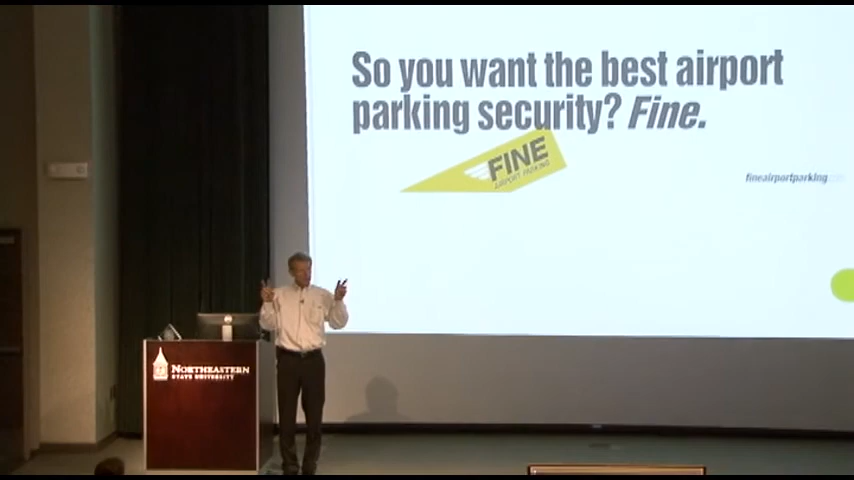 So you want the best airport
parking security? Fine.
FINE
AIRPORT PARKING
fineairportparking
NORTHEASTERN
STATE UNIVERSITY